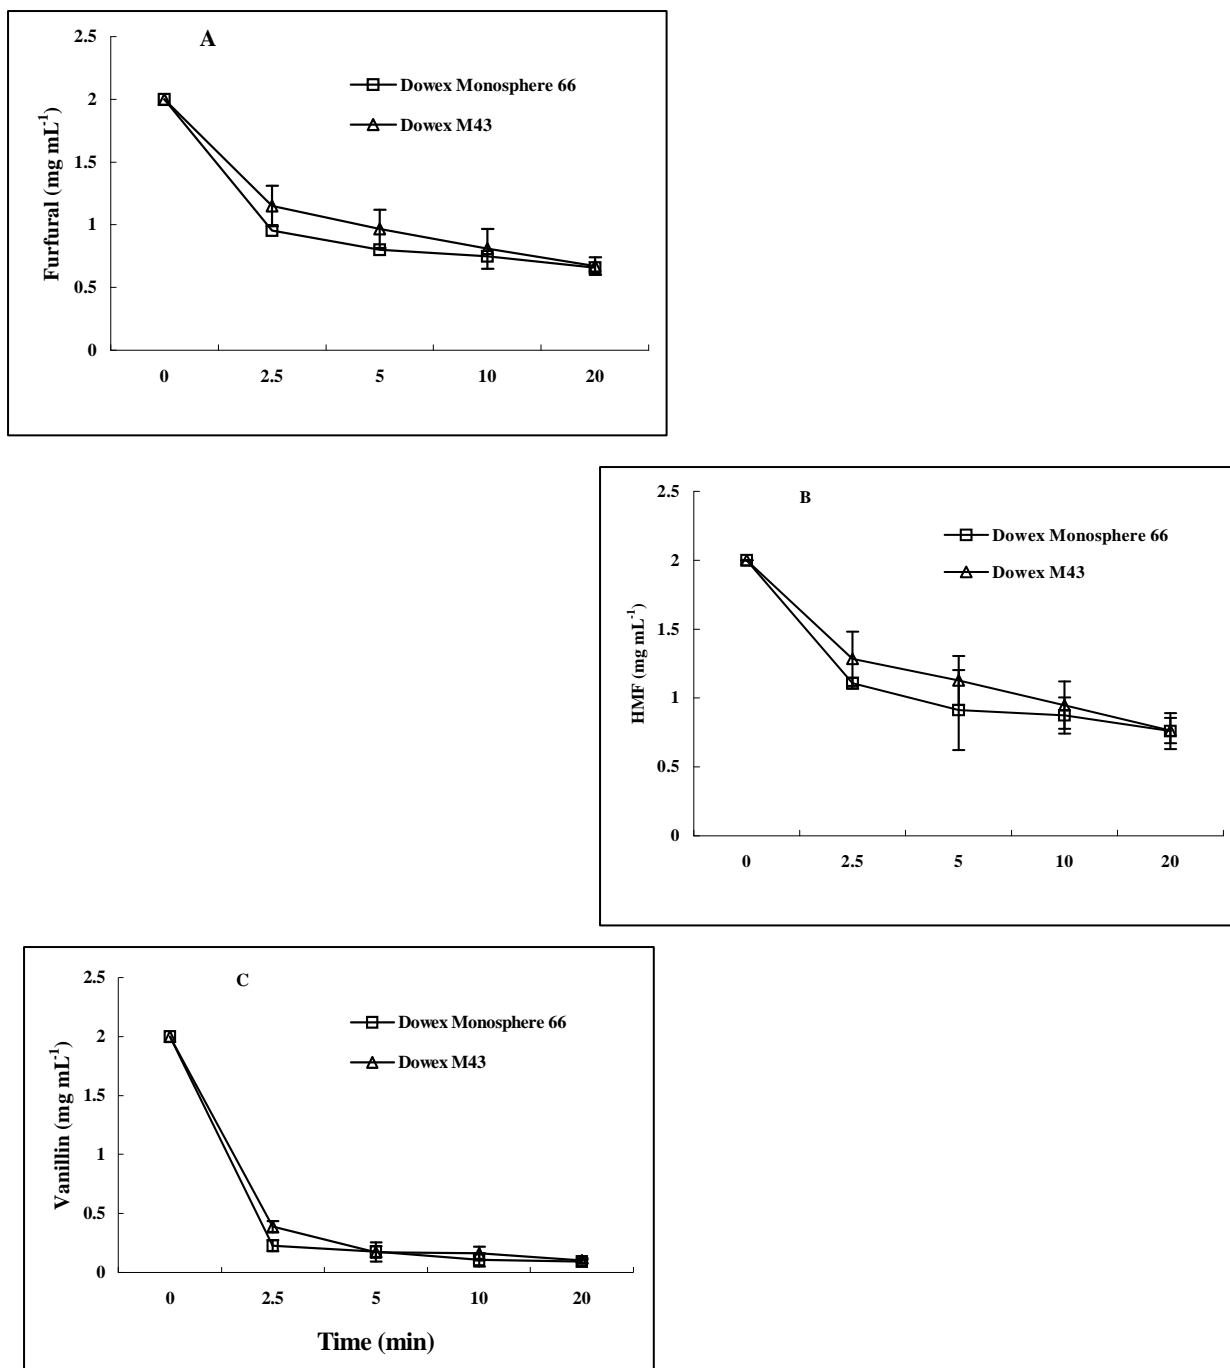 A
2.5
2
1.5
1
0.5
0
Furfural (mg mL⁻¹)
Dowex Monosphere 66
Dowex M43
0 2.5 5 10 20
B
2.5
2
1.5
1
0.5
0
HMF (mg mL⁻¹)
Dowex Monosphere 66
Dowex M43
0 2.5 5 10 20
C
2.5
2
1.5
1
0.5
0
Vanillin (mg mL⁻¹)
Dowex Monosphere 66
Dowex M43
0 2.5 5 10 20
Time (min)